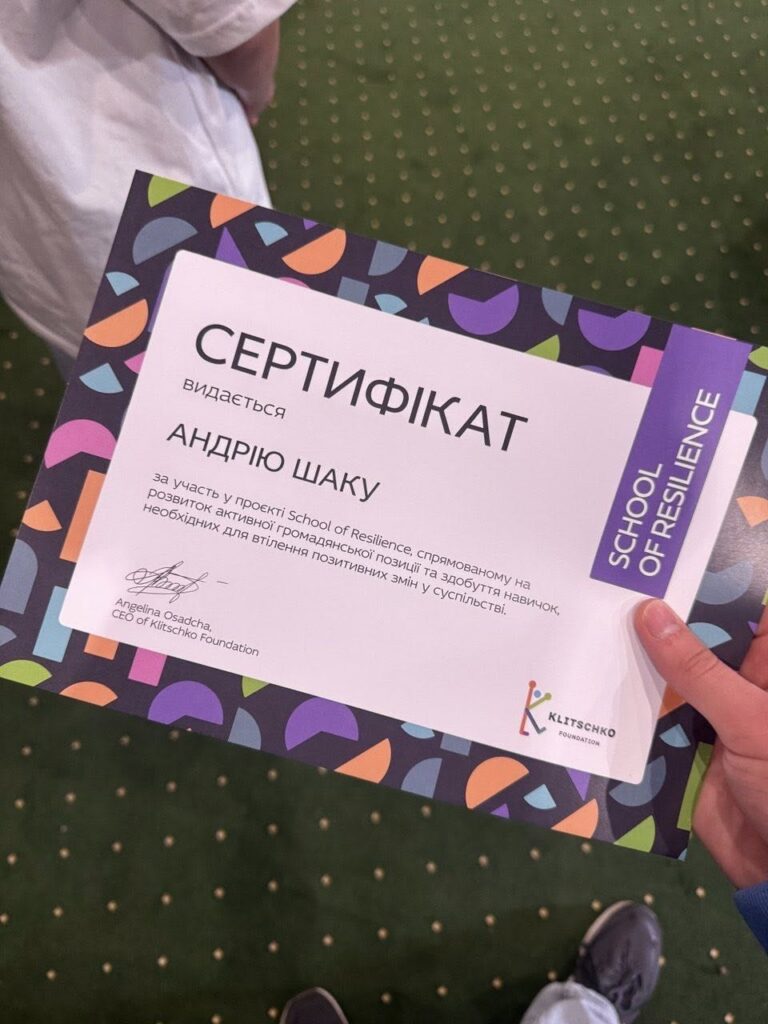 СЕРТИФІКАТ
видається
АНДРІЮ ШАКУ
за участь у проєкті School of Resilience, спрямованому на
розвиток активної громадянської позиції та здобуття навичок,
необхідних для втілення позитивних змін у суспільстві.
Angelina Osadcha,
CEO of Klitschko Foundation
SCHOOL
OF RESILIENCE
KLITSCHKO
FOUNDATION